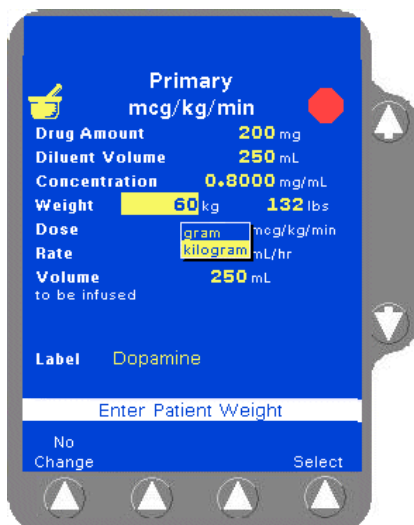 Primary
mcg/kg/min
Drug Amount 200 mg
Diluent Volume 250 mL
Concentration 0.8000 mg/mL
Weight 60 kg 132 lbs
Dose gram mcg/kg/min
Rate kilogram mL/hr
Volume 250 mL
to be infused
Label Dopamine
Enter Patient Weight
No
Change Select